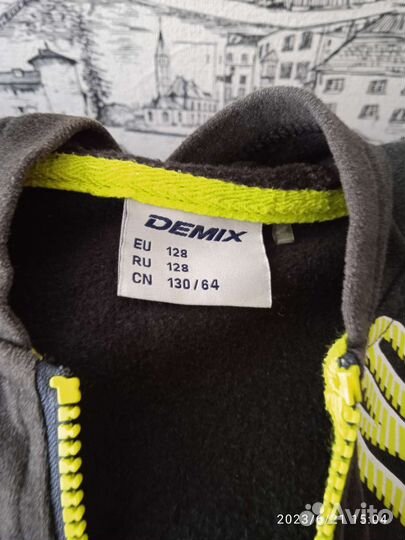 DEMIX
EU 128
RU 128
CN 130/64
Avito
2023/6/21 15:04